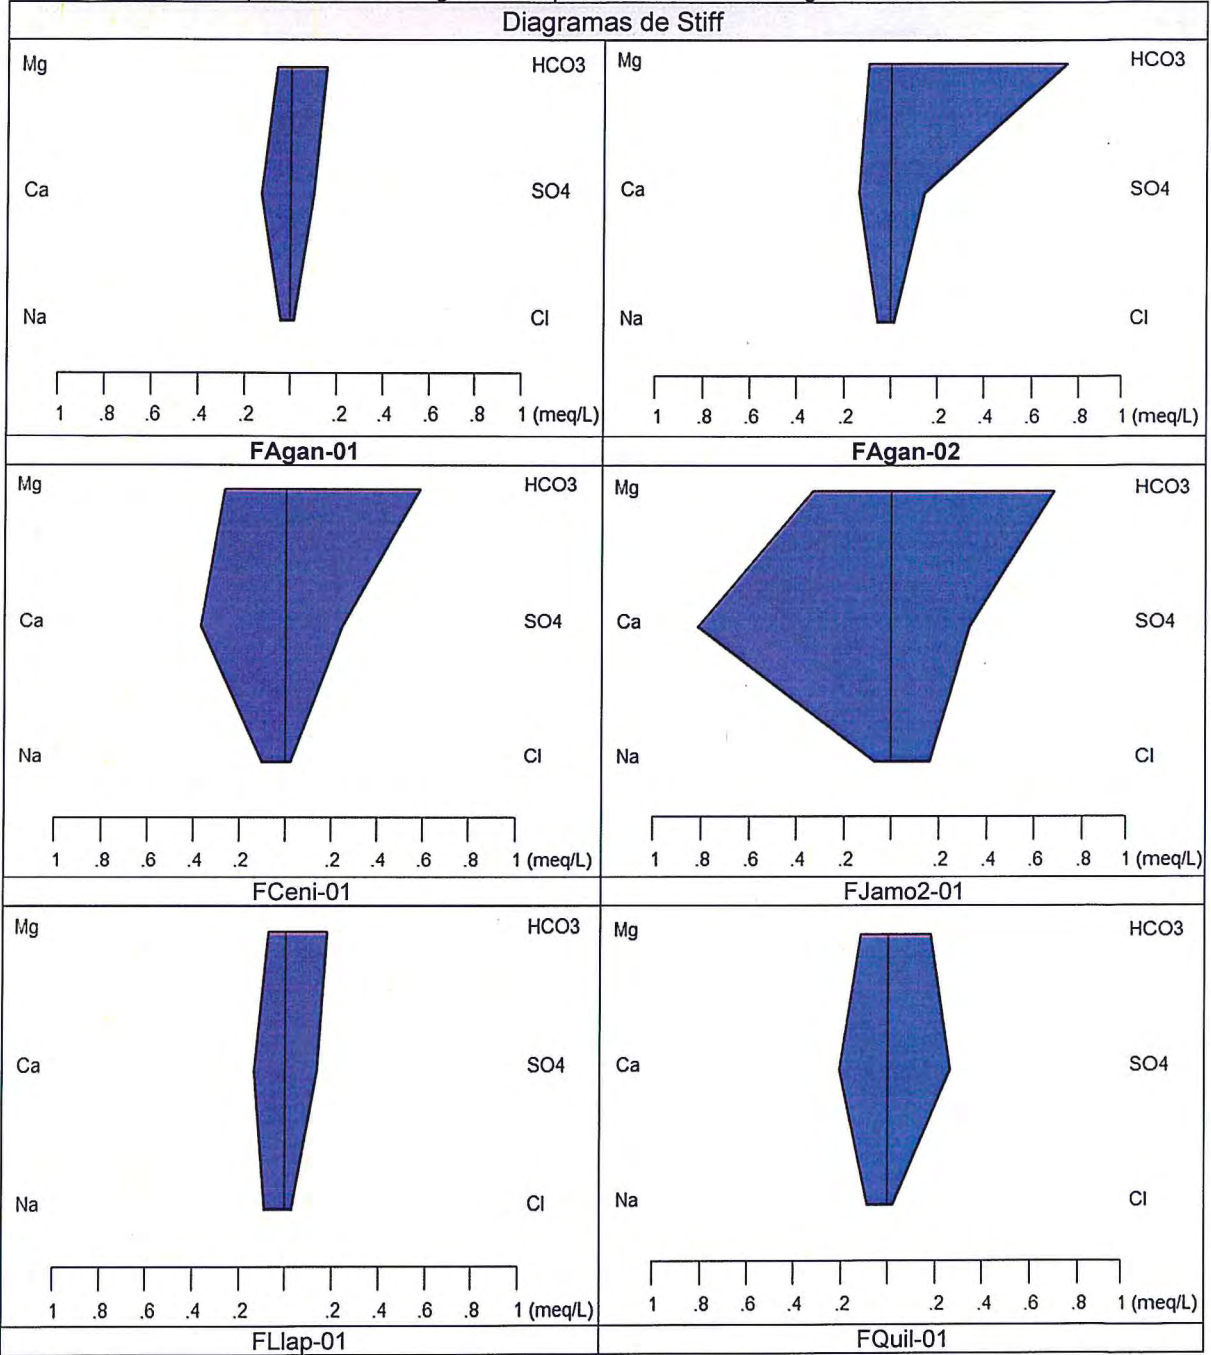 Diagramas de Stiff
Mg HCO3
Ca SO4
Na Cl
1 .8 .6 .4 .2 .2 .4 .6 .8 1 (meq/L)
FAgan-01
Mg HCO3
Ca SO4
Na Cl
1 .8 .6 .4 .2 .2 .4 .6 .8 1 (meq/L)
FAgan-02
Mg HCO3
Ca SO4
Na Cl
1 .8 .6 .4 .2 .2 .4 .6 .8 1 (meq/L)
FCeni-01
Mg HCO3
Ca SO4
Na Cl
1 .8 .6 .4 .2 .2 .4 .6 .8 1 (meq/L)
FJamo2-01
Mg HCO3
Ca SO4
Na Cl
1 .8 .6 .4 .2 .2 .4 .6 .8 1 (meq/L)
FLlap-01
Mg HCO3
Ca SO4
Na Cl
1 .8 .6 .4 .2 .2 .4 .6 .8 1 (meq/L)
FQuil-01